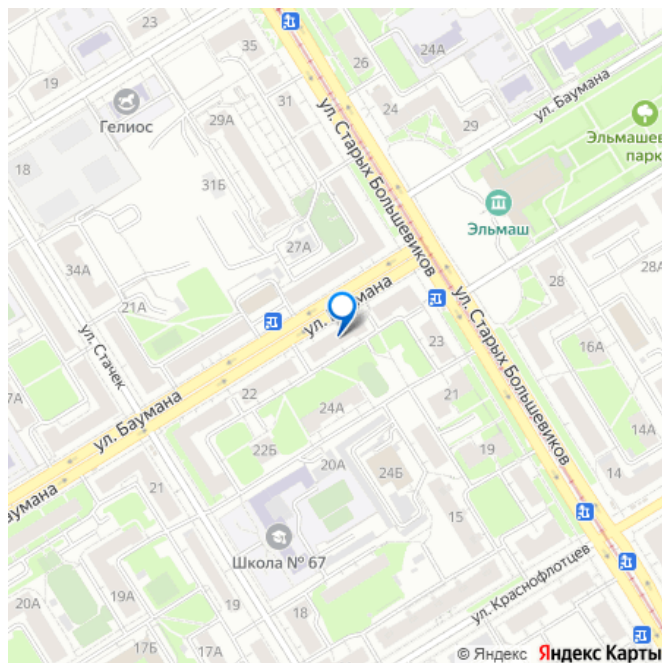 23
35
24А
19
26
ул. Баумана
31
Гелиос
24
29А
29
Эльмашев
парк
18
ул. Старых Большевиков
31Б
Эльмаш
27А
34А
28
28А
21А
ул. Баумана
ул. Старых Большевиков
ул. Стачек
23
16А
22
21
17А
24А
ул. Баумана
14А
22Б
19
20А
24Б
14
21
аумана
15
Школа № 67
20А
19А
19
18
ул. Краснофлотцев
17Б
17А
© Яндекс Яндекс Карты